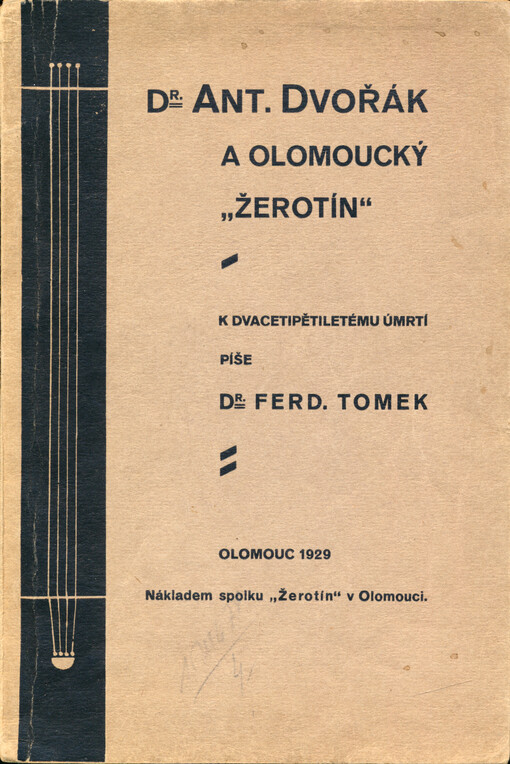 DR. ANT. DVOŘÁK
A OLOMOUCKÝ
„ŽEROTÍN“
K DVACETIPĚTILETÉMU ÚMRTÍ
PÍŠE
DR. FERD. TOMEK
OLOMOUC 1929
Nákladem spolku „Žerotín“ v Olomouci.